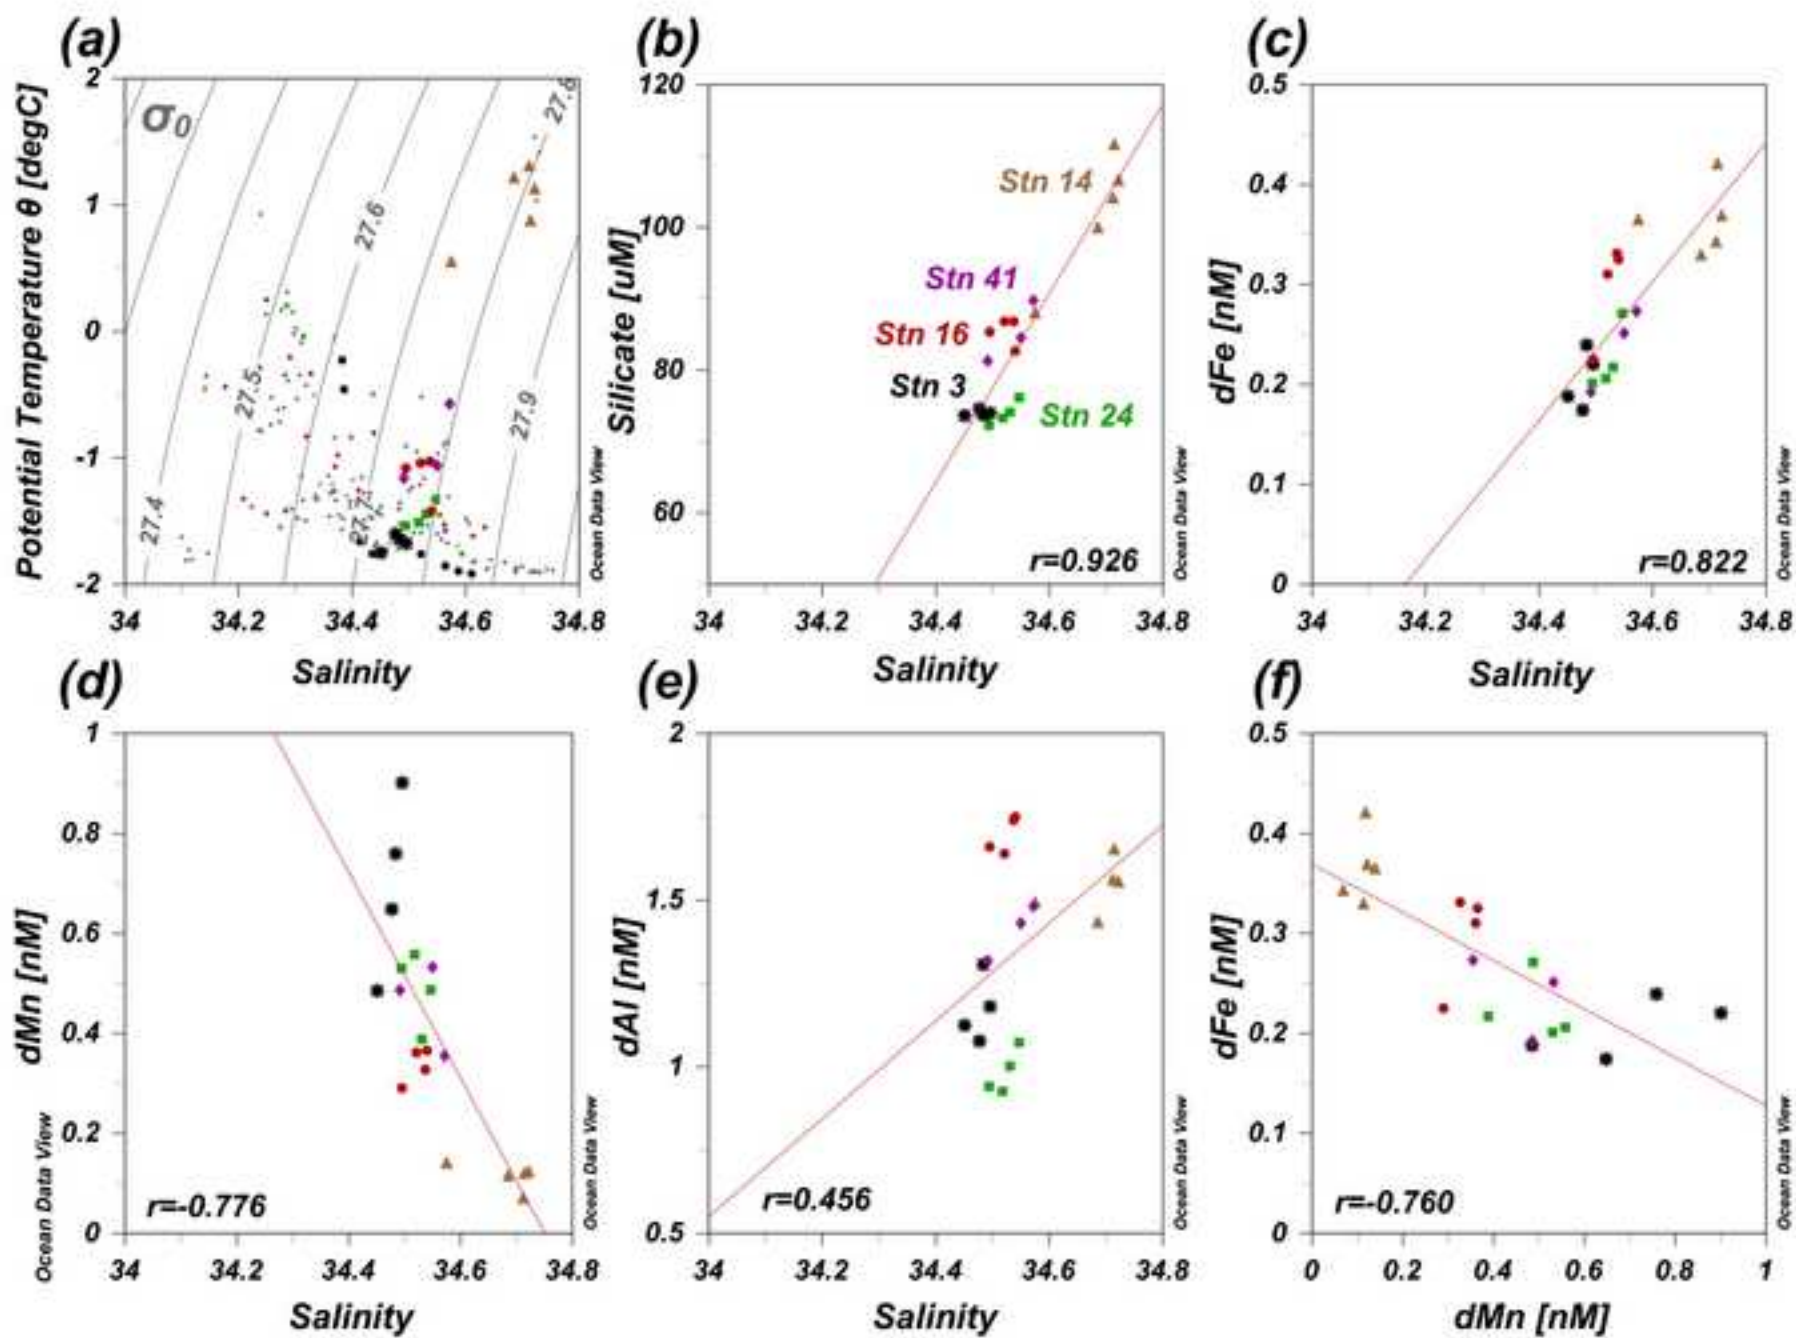 (a)
2
1
0
-1
-2
Potential Temperature θ [degC]
σ0
27.4
27.5
27.6
27.7
27.8
27.9
34 34.2 34.4 34.6 34.8
Salinity
Ocean Data View
(b)
120
100
80
60
Silicate [uM]
Stn 14
Stn 41
Stn 16
Stn 3
Stn 24
r=0.926
34 34.2 34.4 34.6 34.8
Salinity
Ocean Data View
(c)
0.5
0.4
0.3
0.2
0.1
0
dFe [nM]
r=0.822
34 34.2 34.4 34.6 34.8
Salinity
Ocean Data View
(d)
1
0.8
0.6
0.4
0.2
0
dMn [nM]
r=-0.776
34 34.2 34.4 34.6 34.8
Salinity
Ocean Data View
Ocean Data View
(e)
2
1.5
1
0.5
dAl [nM]
r=0.456
34 34.2 34.4 34.6 34.8
Salinity
Ocean Data View
(f)
0.5
0.4
0.3
0.2
0.1
0
dFe [nM]
r=-0.760
0 0.2 0.4 0.6 0.8 1
dMn [nM]
Ocean Data View